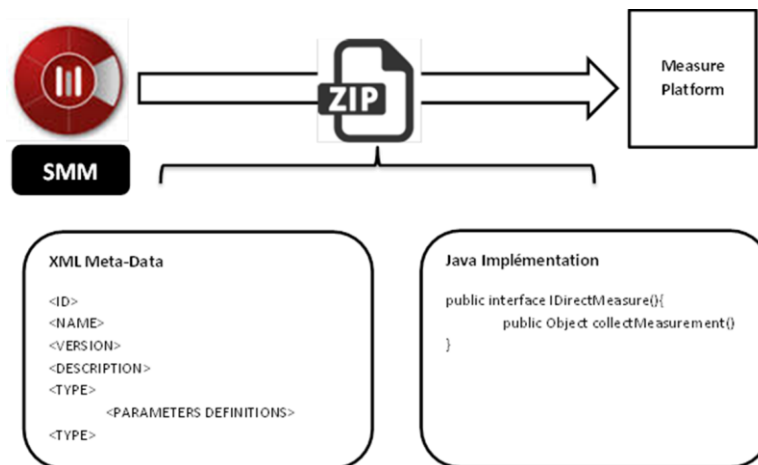 ZIP
Measure
Platform
SMM
XML Meta-Data
<ID>
<NAME>
<VERSION>
<DESCRIPTION>
<TYPE>
<PARAMETERS DEFINITIONS>
<TYPE>
Java Implémentation
public interface IDirectMeasure(){
public Object collectMeasurement()
}